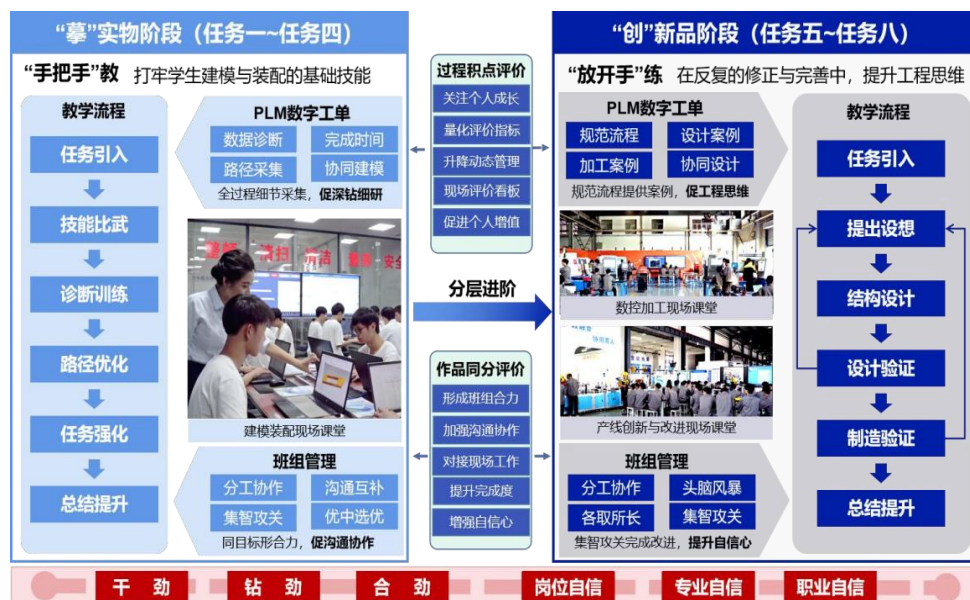 “摹”实物阶段（任务一~任务四）
“手把手”教 打牢学生建模与装配的基础技能
教学流程
任务引入
技能比武
诊断训练
路径优化
任务强化
总结提升
PLM数字工单
数据诊断 完成时间
路径采集 协同建模
全过程细节采集，促深钻细研
清扫 清洁 安全
建模装配现场课堂
班组管理
分工协作 沟通互补
集智攻关 优中选优
同目标形合力，促沟通协作
过程积点评价
关注个人成长
量化评价指标
升降动态管理
现场评价看板
促进个人增值
分层进阶
作品同分评价
形成班组合力
加强沟通协作
对接现场工作
提升完成度
增强自信心
“创”新品阶段（任务五~任务八）
“放开手”练 在反复的修正与完善中，提升工程思维
PLM数字工单
规范流程 设计案例
加工案例 协同设计
规范流程提供案例，促工程思维
数控加工现场课堂
产线创新与改进现场课堂
班组管理
分工协作 头脑风暴
各取所长 集智攻关
集智攻关完成改进，提升自信心
教学流程
任务引入
提出设想
结构设计
设计验证
制造验证
总结提升
干劲 钻劲 合劲 岗位自信 专业自信 职业自信